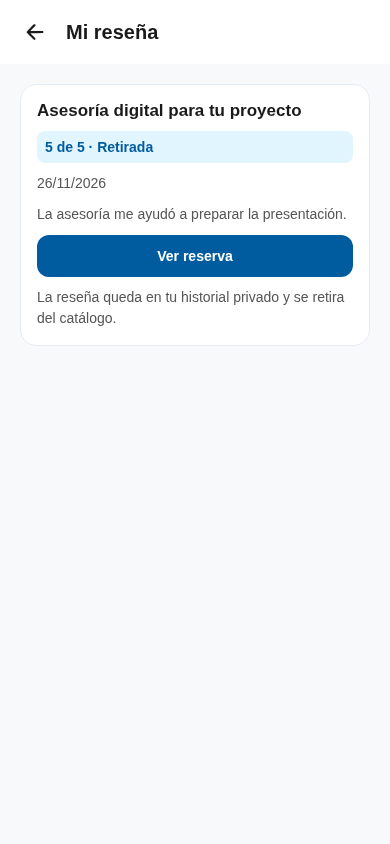 Mi reseña
Asesoría digital para tu proyecto
5 de 5 · Retirada
26/11/2026
La asesoría me ayudó a preparar la presentación.
Ver reserva
La reseña queda en tu historial privado y se retira
del catálogo.